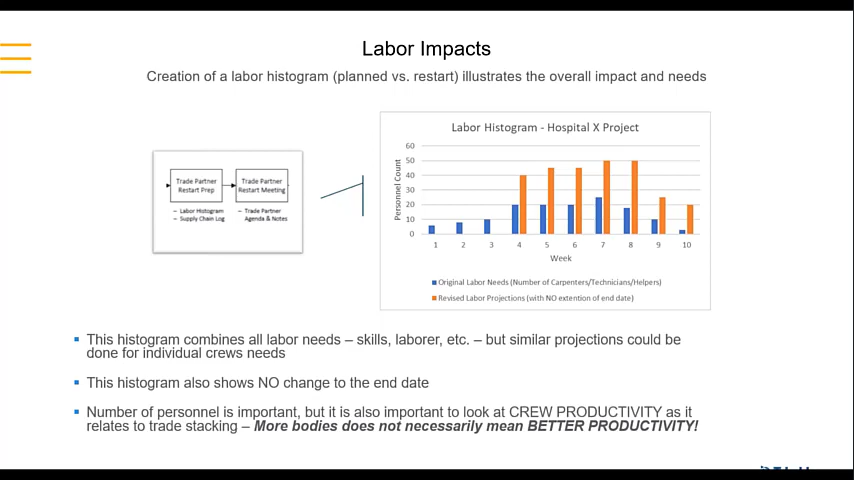 Labor Impacts
Creation of a labor histogram (planned vs. restart) illustrates the overall impact and needs
Trade Partner
Restart Prep
Trade Partner
Restart Meeting
– Labor Histogram
– Supply Chain Log
– Trade Partner
Agenda & Notes
Labor Histogram - Hospital X Project
Personnel Count
60
50
40
30
20
10
0
1 2 3 4 5 6 7 8 9 10
Week
Original Labor Needs (Number of Carpenters/Technicians/Helpers)
Revised Labor Projections (with NO extention of end date)
This histogram combines all labor needs – skills, laborer, etc. – but similar projections could be
done for individual crews needs
This histogram also shows NO change to the end date
Number of personnel is important, but it is also important to look at CREW PRODUCTIVITY as it
relates to trade stacking – More bodies does not necessarily mean BETTER PRODUCTIVITY!